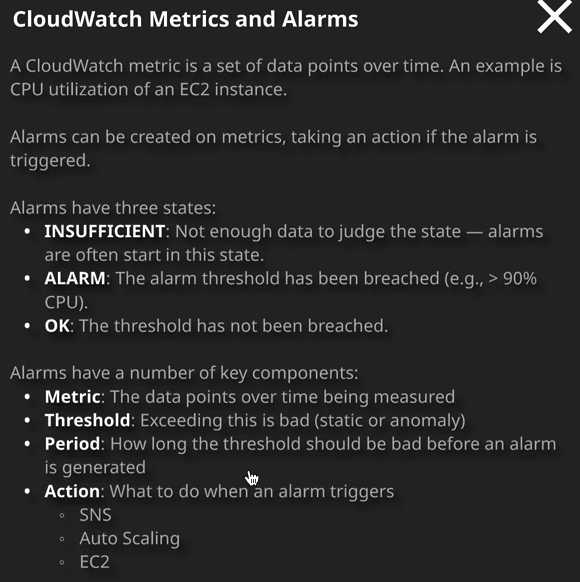 CloudWatch Metrics and Alarms
A CloudWatch metric is a set of data points over time. An example is
CPU utilization of an EC2 instance.
Alarms can be created on metrics, taking an action if the alarm is
triggered.
Alarms have three states:
• INSUFFICIENT: Not enough data to judge the state — alarms
are often start in this state.
• ALARM: The alarm threshold has been breached (e.g., > 90%
CPU).
• OK: The threshold has not been breached.
Alarms have a number of key components:
• Metric: The data points over time being measured
• Threshold: Exceeding this is bad (static or anomaly)
• Period: How long the threshold should be bad before an alarm
is generated
• Action: What to do when an alarm triggers
◦ SNS
◦ Auto Scaling
◦ EC2